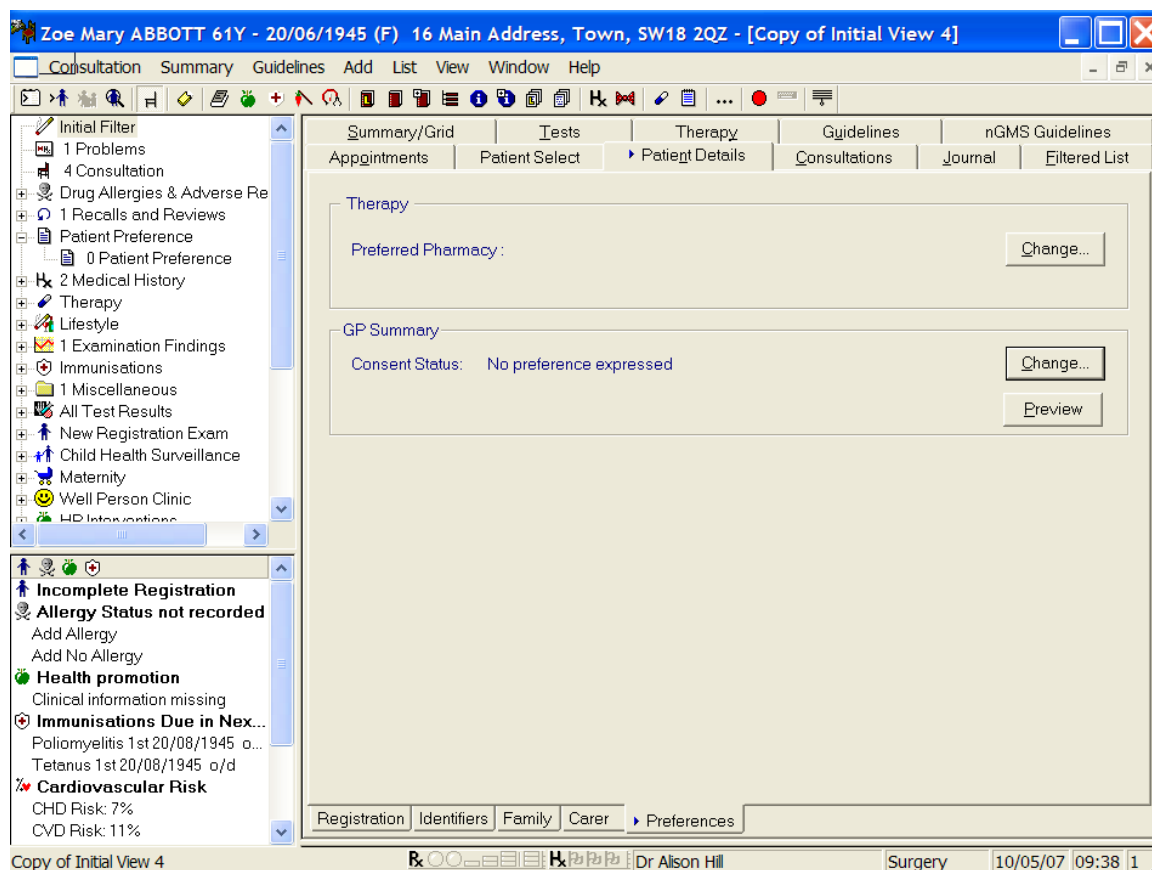 Zoe Mary ABBOTT 61Y - 20/06/1945 (F) 16 Main Address, Town, SW18 2QZ - [Copy of Initial View 4]
Consultation Summary Guidelines Add List View Window Help
Initial Filter
1 Problems
4 Consultation
Drug Allergies & Adverse Re
1 Recalls and Reviews
Patient Preference
0 Patient Preference
2 Medical History
Therapy
Lifestyle
1 Examination Findings
Immunisations
1 Miscellaneous
All Test Results
New Registration Exam
Child Health Surveillance
Maternity
Well Person Clinic
HP Interventions
Incomplete Registration
Allergy Status not recorded
Add Allergy
Add No Allergy
Health promotion
Clinical information missing
Immunisations Due in Nex...
Poliomyelitis 1st 20/08/1945 o...
Tetanus 1st 20/08/1945 o/d
Cardiovascular Risk
CHD Risk: 7%
CVD Risk: 11%
Summary/Grid Tests Therapy Guidelines nGMS Guidelines
Appointments Patient Select Patient Details Consultations Journal Filtered List
Therapy
Preferred Pharmacy : Change...
GP Summary
Consent Status: No preference expressed Change...
Preview
Registration Identifiers Family Carer Preferences
Copy of Initial View 4 Dr Alison Hill Surgery 10/05/07 09:38 1